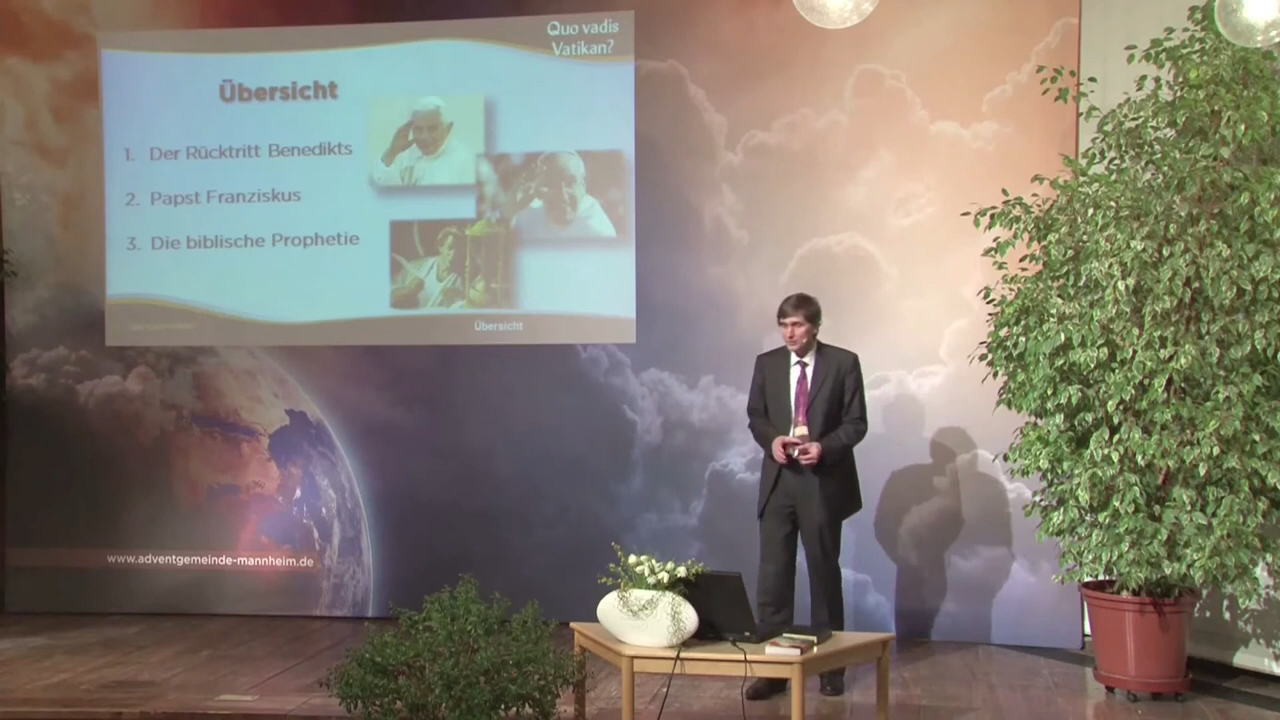 Quo vadis
Vatikan?
Übersicht
1. Der Rücktritt Benedikts
2. Papst Franziskus
3. Die biblische Prophetie
Übersicht
www.adventgemeinde-mannheim.de